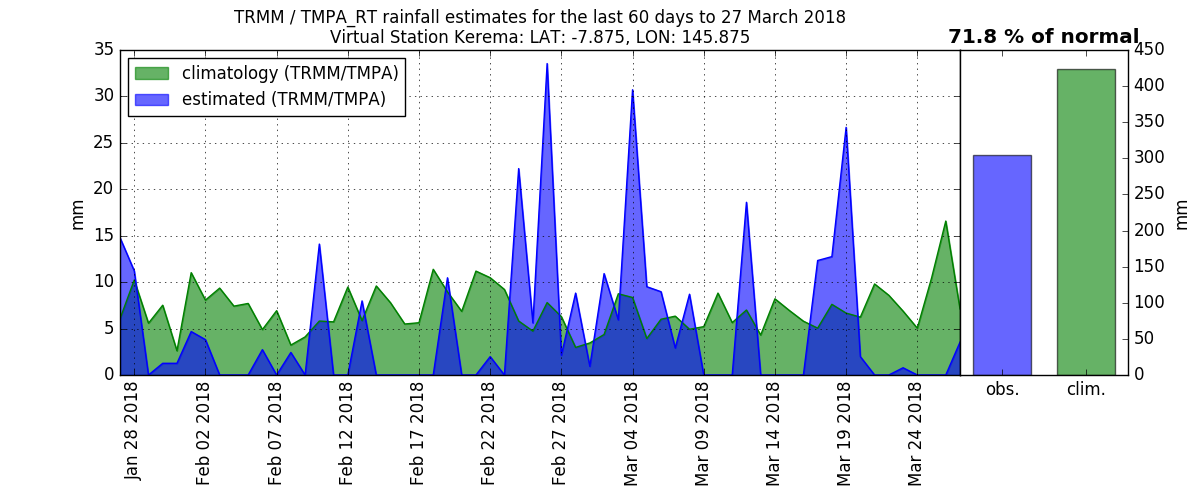 TRMM / TMPA_RT rainfall estimates for the last 60 days to 27 March 2018
Virtual Station Kerema: LAT: -7.875, LON: 145.875
71.8 % of normal
climatology (TRMM/TMPA)
estimated (TRMM/TMPA)
35
30
25
20
15
10
5
0
mm
450
400
350
300
250
200
150
100
50
0
mm
obs.
clim.
Jan 28 2018
Feb 02 2018
Feb 07 2018
Feb 12 2018
Feb 17 2018
Feb 22 2018
Feb 27 2018
Mar 04 2018
Mar 09 2018
Mar 14 2018
Mar 19 2018
Mar 24 2018